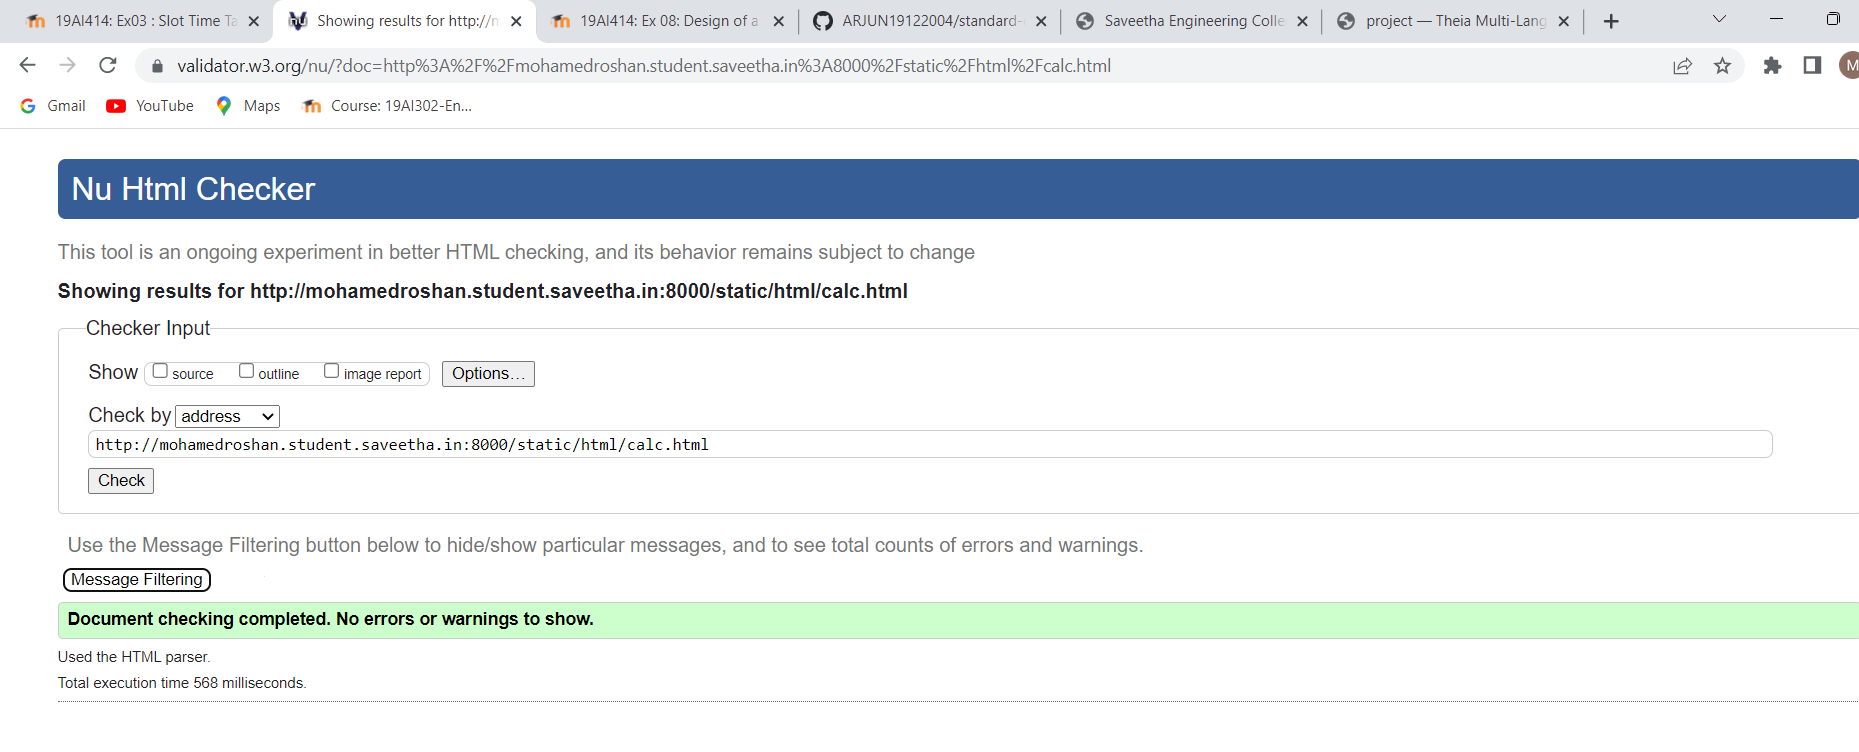 19AI414: Ex03 : Slot Time Ta
Showing results for http://m
19AI414: Ex 08: Design of a
ARJUN19122004/standard-
Saveetha Engineering Colle
project — Theia Multi-Lang
validator.w3.org/nu/?doc=http%3A%2F%2Fmohamedroshan.student.saveetha.in%3A8000%2Fstatic%2Fhtml%2Fcalc.html
M
Gmail YouTube Maps Course: 19AI302-En...
Nu Html Checker
This tool is an ongoing experiment in better HTML checking, and its behavior remains subject to change
Showing results for http://mohamedroshan.student.saveetha.in:8000/static/html/calc.html
Checker Input
Show source outline image report Options...
Check by address
http://mohamedroshan.student.saveetha.in:8000/static/html/calc.html
Check
Use the Message Filtering button below to hide/show particular messages, and to see total counts of errors and warnings.
Message Filtering
Document checking completed. No errors or warnings to show.
Used the HTML parser.
Total execution time 568 milliseconds.